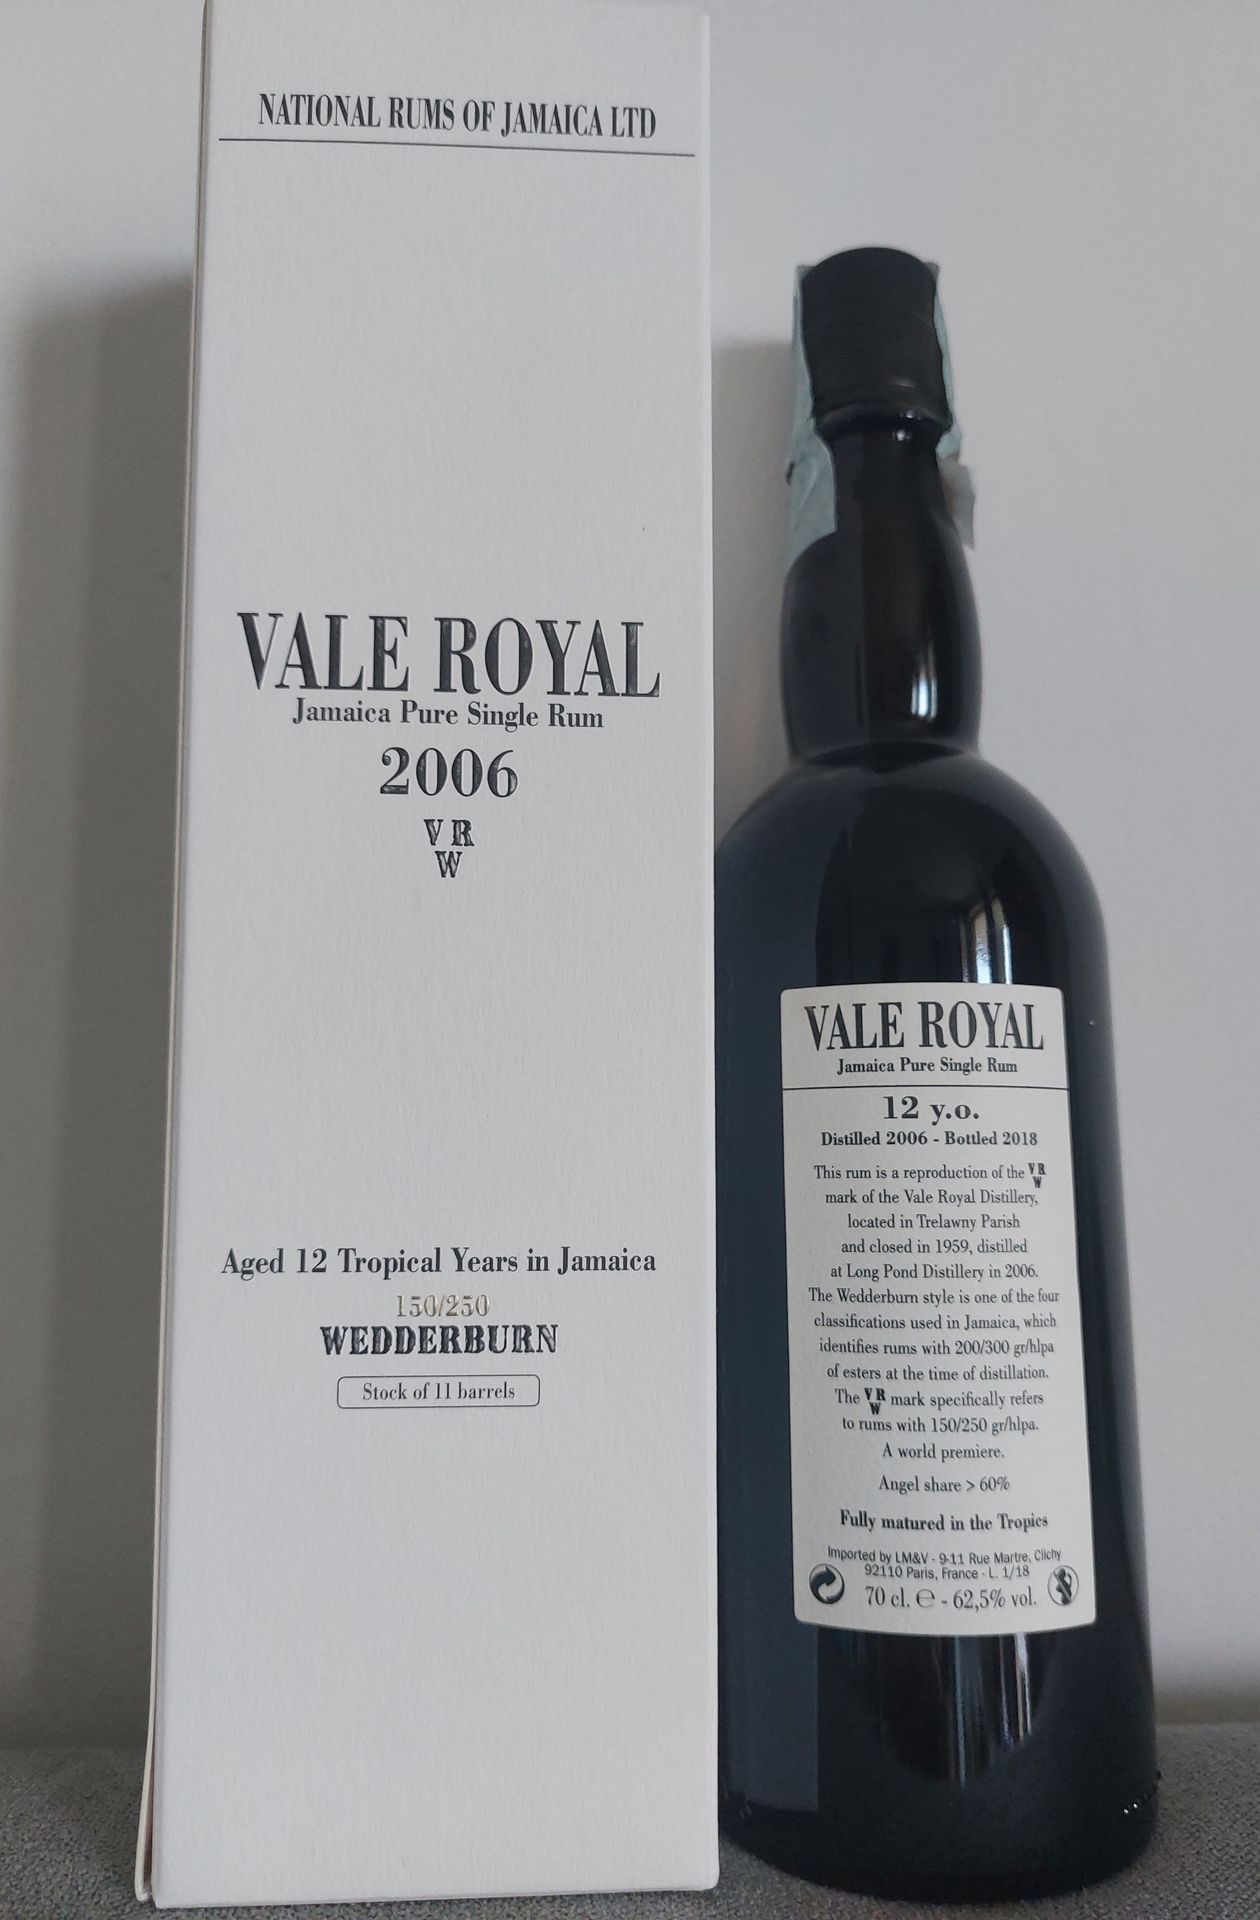 NATIONAL RUMS OF JAMAICA LTD
VALE ROYAL
Jamaica Pure Single Rum
2006
V R
W
Aged 12 Tropical Years in Jamaica
150/250
WEDDERBURN
Stock of 11 barrels
VALE ROYAL
Jamaica Pure Single Rum
12 y.o.
Distilled 2006 - Bottled 2018
This rum is a reproduction of the VRW
mark of the Vale Royal Distillery,
located in Trelawny Parish
and closed in 1959, distilled
at Long Pond Distillery in 2006.
The Wedderburn style is one of the four
classifications used in Jamaica, which
identifies rums with 200/300 gr/hlpa
of esters at the time of distillation.
The VRW mark specifically refers
to rums with 150/250 gr/hlpa.
A world premiere.
Angel share > 60%
Fully matured in the Tropics
Imported by LM&V - 9-11 Rue Martre, Clichy
92110 Paris, France - L. 1/18
70 cl. ℮ - 62,5% vol.